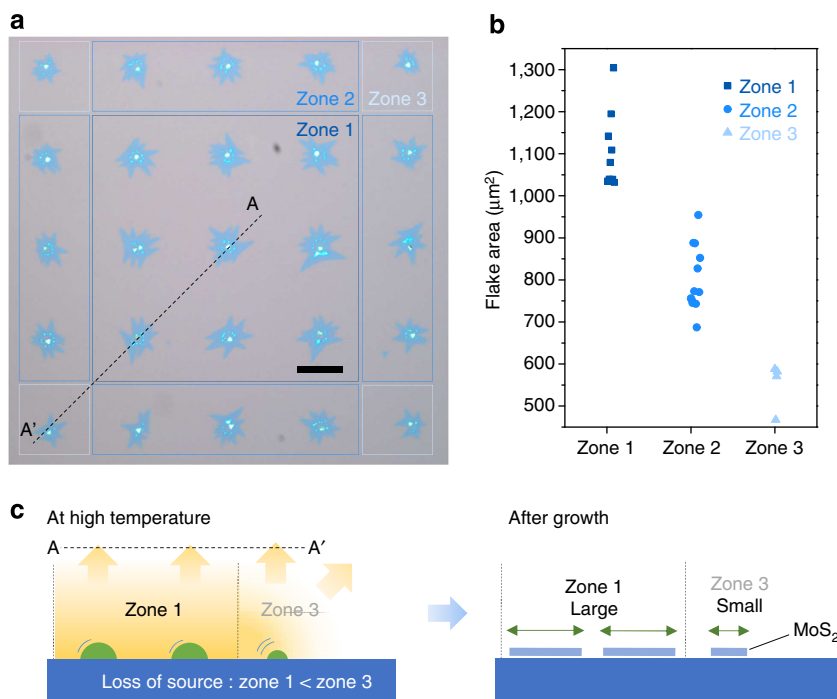 a
Zone 2
Zone 3
Zone 1
A
A'
b
1,300
1,200
1,100
1,000
900
800
700
600
500
Flake area (μm²)
Zone 1
Zone 2
Zone 3
Zone 1
Zone 2
Zone 3
c
At high temperature
A
A′
Zone 1
Zone 3
Loss of source : zone 1 < zone 3
After growth
Zone 1
Large
Zone 3
Small
MoS₂